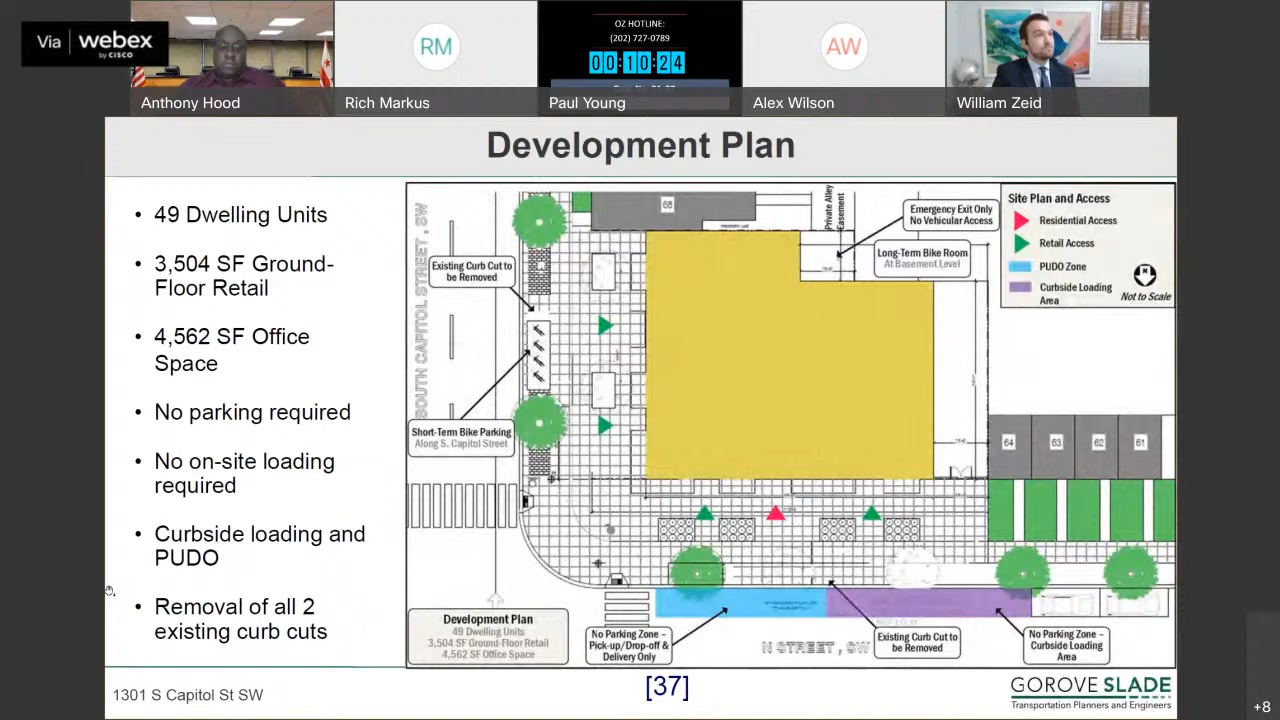 Via webex
by CISCO
OZ HOTLINE:
(202) 727-0789
00:10:24
Anthony Hood
RM
Rich Markus
Paul Young
AW
Alex Wilson
William Zeid
Development Plan
• 49 Dwelling Units
• 3,504 SF Ground-
Floor Retail
• 4,562 SF Office
Space
• No parking required
• No on-site loading
required
• Curbside loading and
PUDO
• Removal of all 2
existing curb cuts
SOUTH CAPITOL STREET, SW
68
PROPERTY LINE
Private Alley
Easement
Emergency Exit Only
No Vehicular Access
Long-Term Bike Room
At Basement Level
Site Plan and Access
Residential Access
Retail Access
PUDO Zone
Curbside Loading
Area
N
Not to Scale
Existing Curb Cut to
be Removed
Short-Term Bike Parking
Along S. Capitol Street
64
63
62
61
Development Plan
49 Dwelling Units
3,504 SF Ground-Floor Retail
4,562 SF Office Space
No Parking Zone –
Pick-up/Drop-off &
Delivery Only
N STREET, SW
Existing Curb Cut to
be Removed
No Parking Zone –
Curbside Loading
Area
1301 S Capitol St SW
[37]
GOROVE SLADE
Transportation Planners and Engineers
+8